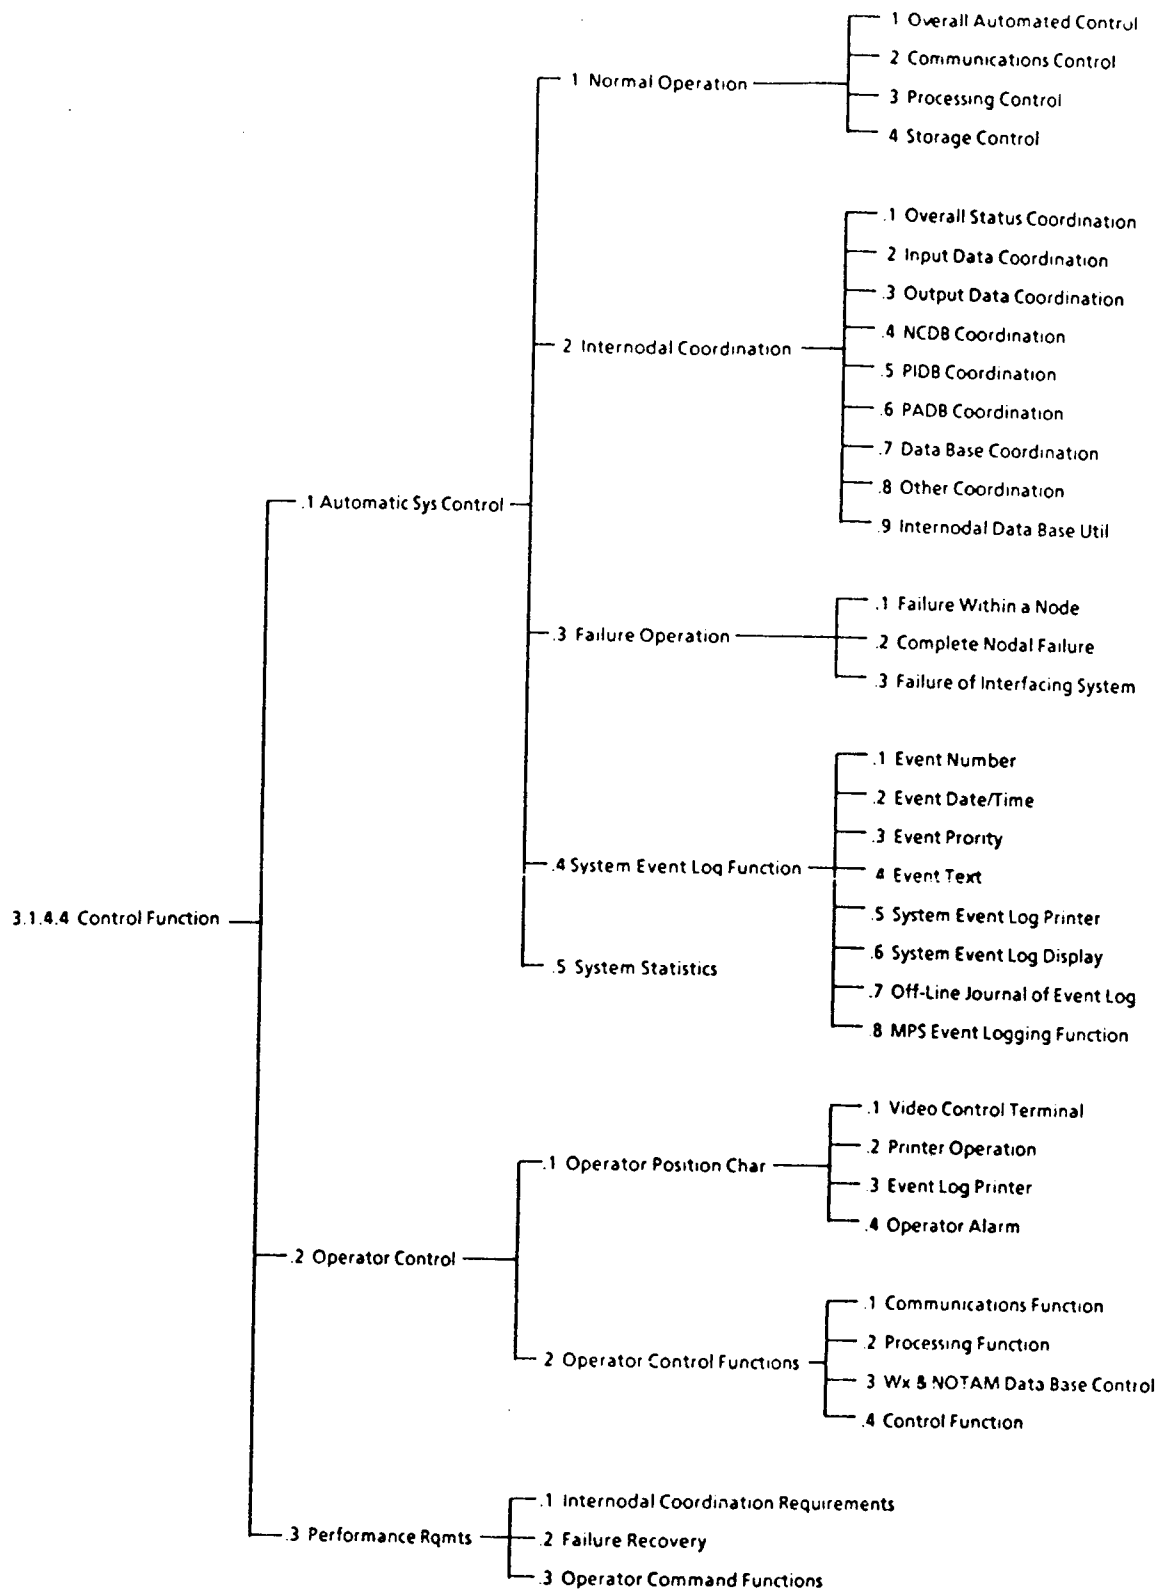 1 Overall Automated Control
2 Communications Control
1 Normal Operation
3 Processing Control
4 Storage Control
.1 Overall Status Coordination
2 Input Data Coordination
.3 Output Data Coordination
.4 NCDB Coordination
2 Internodal Coordination
.5 PIDB Coordination
.6 PADB Coordination
.7 Data Base Coordination
.8 Other Coordination
.1 Automatic Sys Control
.9 Internodal Data Base Util
.1 Failure Within a Node
.3 Failure Operation
.2 Complete Nodal Failure
.3 Failure of Interfacing System
.1 Event Number
.2 Event Date/Time
.3 Event Prority
.4 System Event Log Function
4 Event Text
3.1.4.4 Control Function
.5 System Event Log Printer
.6 System Event Log Display
.5 System Statistics
.7 Off-Line Journal of Event Log
.8 MPS Event Logging Function
.1 Video Control Terminal
.2 Printer Operation
.1 Operator Position Char
.3 Event Log Printer
.4 Operator Alarm
.2 Operator Control
.1 Communications Function
.2 Processing Function
2 Operator Control Functions
3 Wx & NOTAM Data Base Control
.4 Control Function
.1 Internodal Coordination Requirements
.3 Performance Rqmts
.2 Failure Recovery
.3 Operator Command Functions